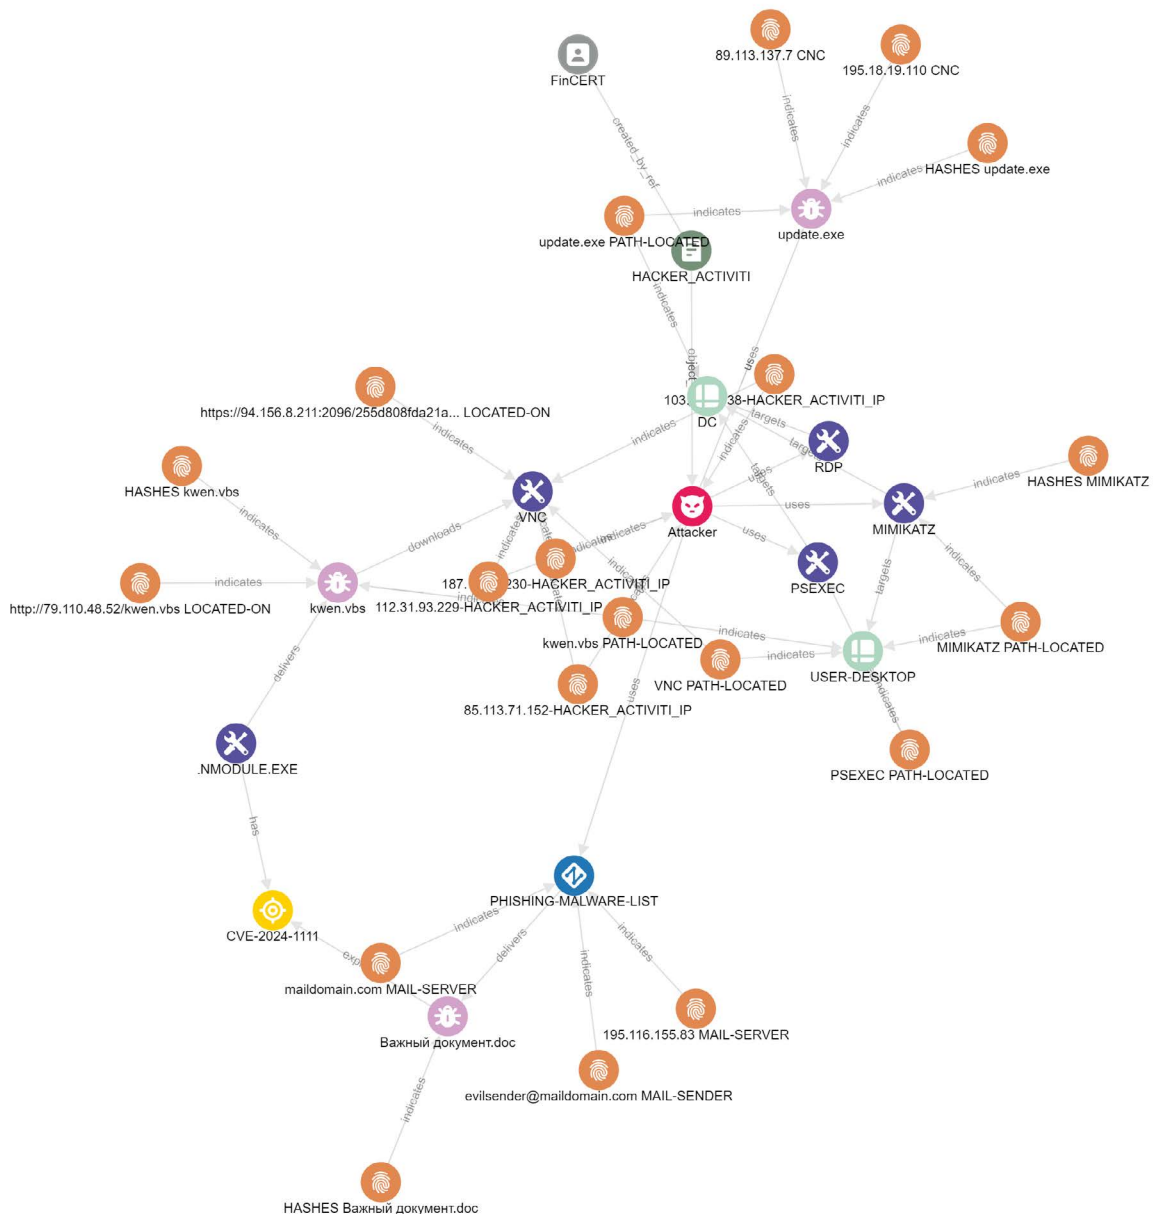 89.113.137.7 CNC
195.18.19.110 CNC
FinCERT
indicates
indicates
created_by_ref
HASHES update.exe
indicates
indicates
update.exe
update.exe PATH-LOCATED
HACKER_ACTIVITI
indicates
object_
uses
https://94.156.8.211:2096/255d808fda21a... LOCATED-ON
38-HACKER_ACTIVITI_IP
DC
indicates
indicates
targets
targets
indicates
RDP
HASHES kwen.vbs
targets
uses
indicates
HASHES MIMIKATZ
VNC
uses
MIMIKATZ
indicates
Attacker
downloads
indicates
indicates
uses
indicates
http://79.110.48.52/kwen.vbs LOCATED-ON
indicates
kwen.vbs
230-HACKER_ACTIVITI_IP
indicates
PSEXEC
targets
indicates
112.31.93.229-HACKER_ACTIVITI_IP
kwen.vbs PATH-LOCATED
indicates
indicates
MIMIKATZ PATH-LOCATED
delivers
indicates
USER-DESKTOP
VNC PATH-LOCATED
uses
indicates
85.113.71.152-HACKER_ACTIVITI_IP
.NMODULE.EXE
PSEXEC PATH-LOCATED
has
PHISHING-MALWARE-LIST
indicates
delivers
indicates
CVE-2024-1111
indicates
maildomain.com MAIL-SERVER
195.116.155.83 MAIL-SERVER
Важный документ.doc
indicates
evilsender@maildomain.com MAIL-SENDER
HASHES Важный документ.doc